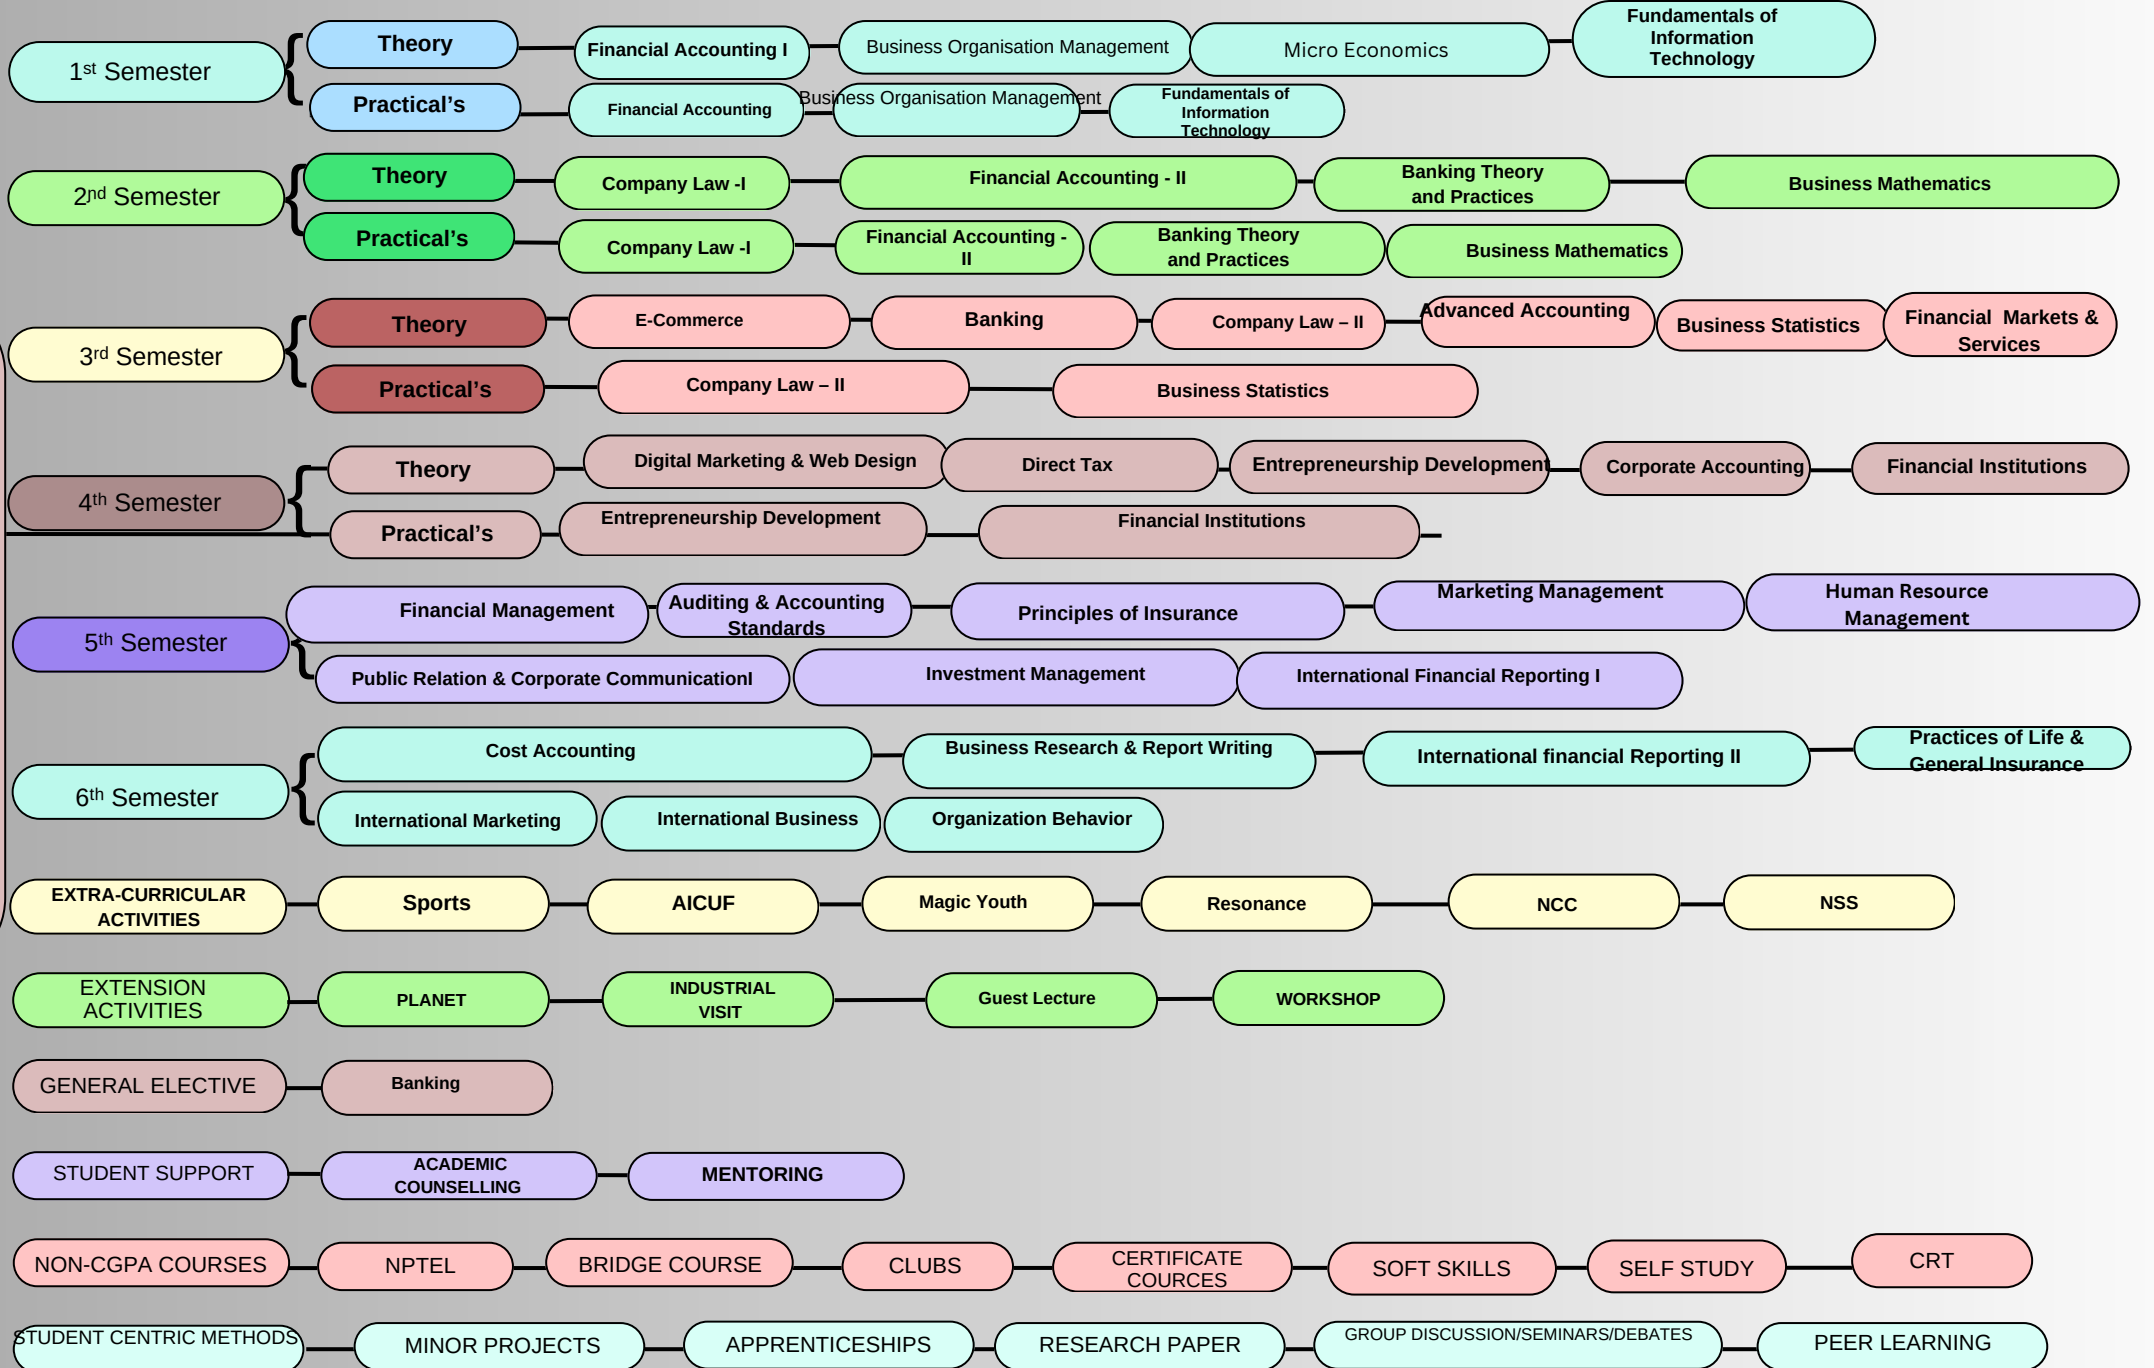 1st Semester
Theory
Financial Accounting I
Business Organisation Management
Micro Economics
Fundamentals of
Information
Technology
Practical’s
Financial Accounting
Business Organisation Management
Fundamentals of
Information
Technology
2nd Semester
Theory
Company Law -I
Financial Accounting - II
Banking Theory
and Practices
Business Mathematics
Practical’s
Company Law -I
Financial Accounting -
II
Banking Theory
and Practices
Business Mathematics
3rd Semester
Theory
E-Commerce
Banking
Company Law – II
Advanced Accounting
Business Statistics
Financial Markets &
Services
Practical’s
Company Law – II
Business Statistics
4th Semester
Theory
Digital Marketing & Web Design
Direct Tax
Entrepreneurship Development
Corporate Accounting
Financial Institutions
Practical’s
Entrepreneurship Development
Financial Institutions
5th Semester
Financial Management
Auditing & Accounting
Standards
Principles of Insurance
Marketing Management
Human Resource
Management
Public Relation & Corporate CommunicationI
Investment Management
International Financial Reporting I
6th Semester
Cost Accounting
Business Research & Report Writing
International financial Reporting II
Practices of Life &
General Insurance
International Marketing
International Business
Organization Behavior
EXTRA-CURRICULAR
ACTIVITIES
Sports
AICUF
Magic Youth
Resonance
NCC
NSS
EXTENSION
ACTIVITIES
PLANET
INDUSTRIAL
VISIT
Guest Lecture
WORKSHOP
GENERAL ELECTIVE
Banking
STUDENT SUPPORT
ACADEMIC
COUNSELLING
MENTORING
NON-CGPA COURSES
NPTEL
BRIDGE COURSE
CLUBS
CERTIFICATE
COURCES
SOFT SKILLS
SELF STUDY
CRT
STUDENT CENTRIC METHODS
MINOR PROJECTS
APPRENTICESHIPS
RESEARCH PAPER
GROUP DISCUSSION/SEMINARS/DEBATES
PEER LEARNING